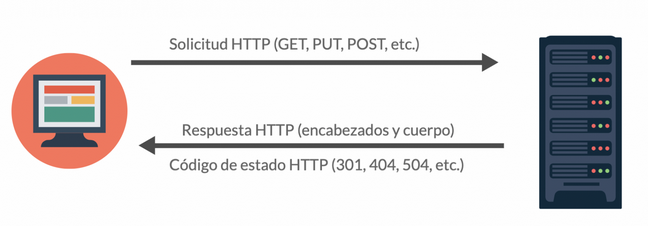 Solicitud HTTP (GET, PUT, POST, etc.)
Respuesta HTTP (encabezados y cuerpo)
Código de estado HTTP (301, 404, 504, etc.)